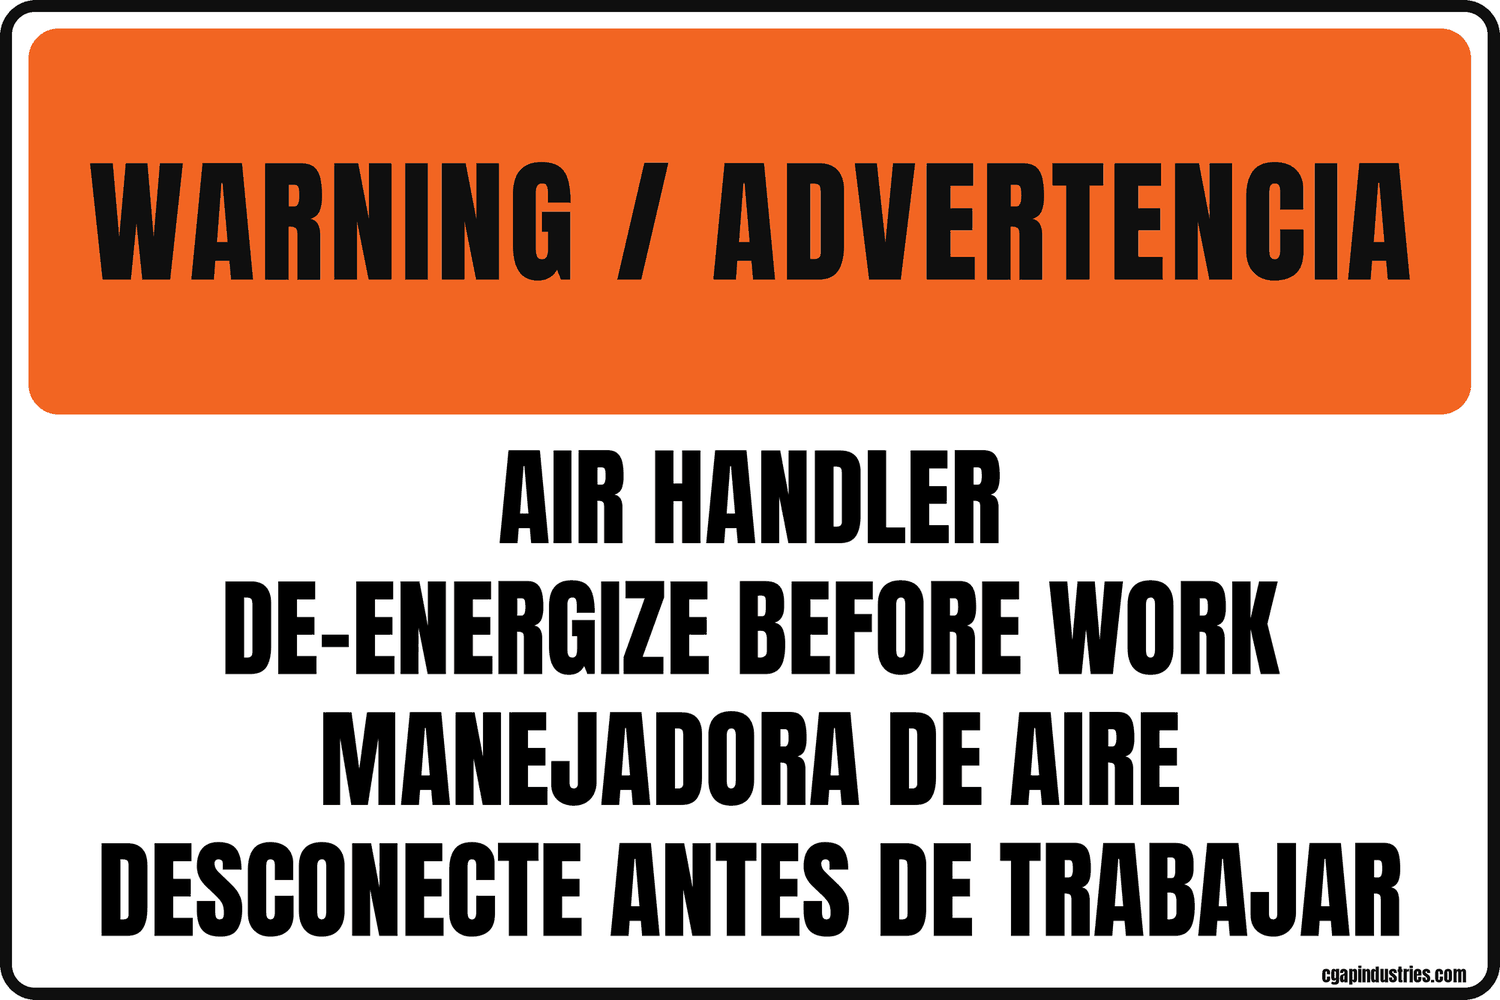 WARNING / ADVERTENCIA
AIR HANDLER
DE-ENERGIZE BEFORE WORK
MANEJADORA DE AIRE
DESCONECTE ANTES DE TRABAJAR
cgapindustries.com